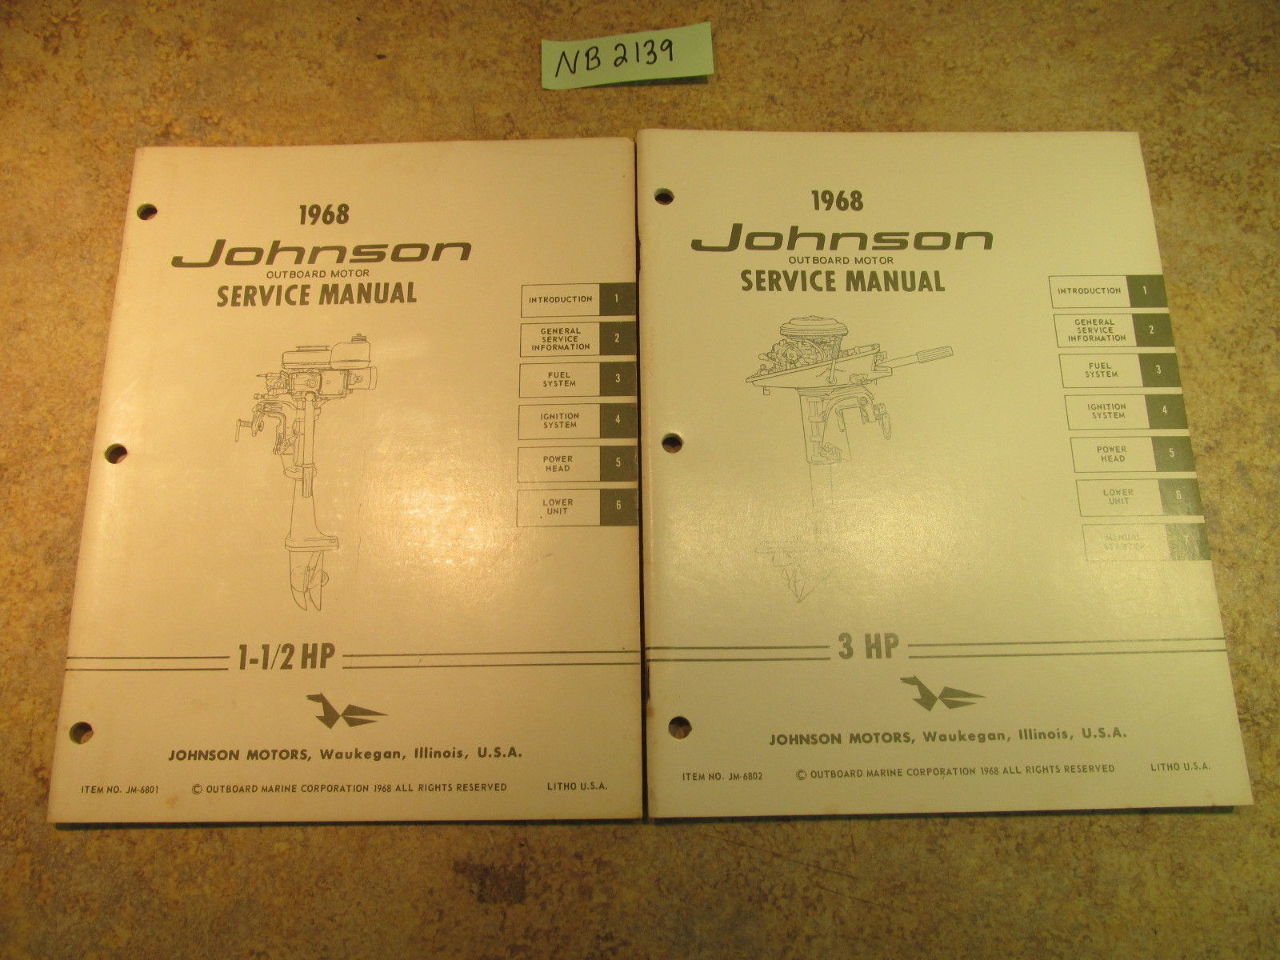 NB 2139
1968
Johnson
OUTBOARD MOTOR
SERVICE MANUAL
INTRODUCTION 1
GENERAL
SERVICE 2
INFORMATION
FUEL
SYSTEM 3
IGNITION
SYSTEM 4
POWER
HEAD 5
LOWER
UNIT 6
1-1/2 HP
JOHNSON MOTORS, Waukegan, Illinois, U.S.A.
ITEM NO. JM-6801 © OUTBOARD MARINE CORPORATION 1968 ALL RIGHTS RESERVED LITHO U.S.A.
1968
Johnson
OUTBOARD MOTOR
SERVICE MANUAL
INTRODUCTION 1
GENERAL
SERVICE 2
INFORMATION
FUEL
SYSTEM 3
IGNITION
SYSTEM 4
POWER
HEAD 5
LOWER
UNIT 6
MANUAL
STARTER 7
3 HP
JOHNSON MOTORS, Waukegan, Illinois, U.S.A.
ITEM NO. JM-6802 © OUTBOARD MARINE CORPORATION 1968 ALL RIGHTS RESERVED LITHO U.S.A.